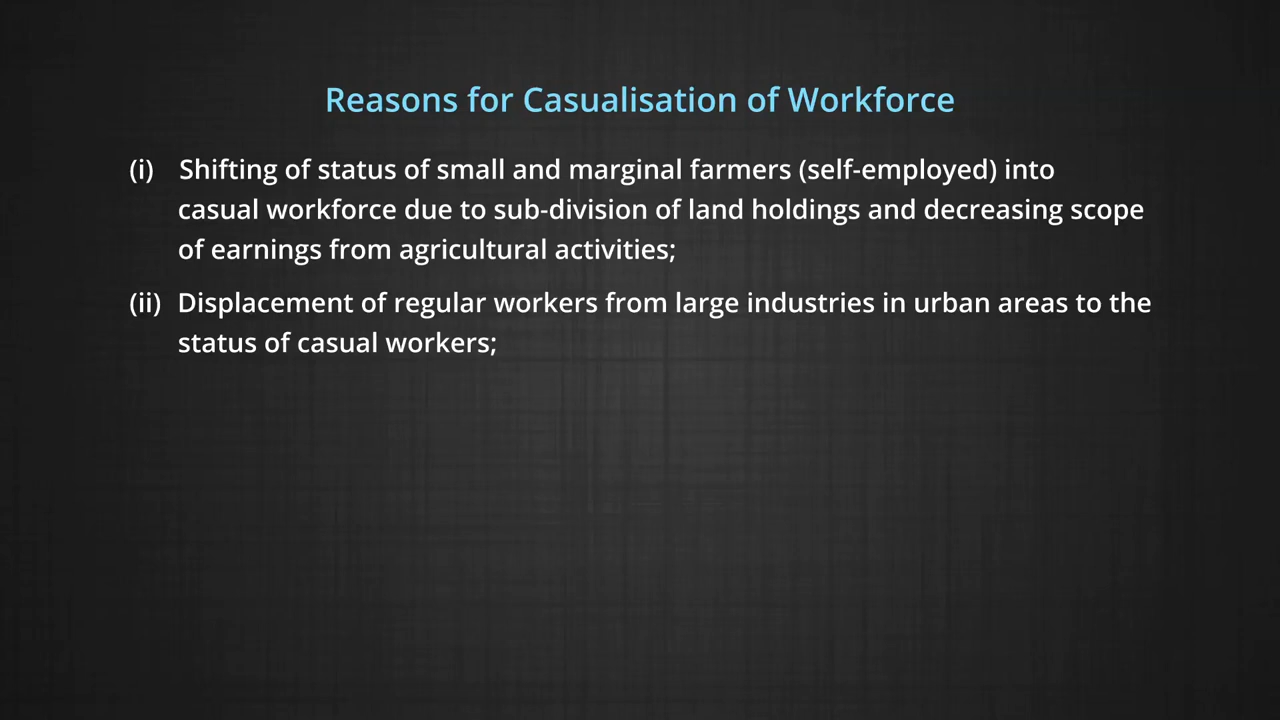 Reasons for Casualisation of Workforce
(i) Shifting of status of small and marginal farmers (self-employed) into
casual workforce due to sub-division of land holdings and decreasing scope
of earnings from agricultural activities;
(ii) Displacement of regular workers from large industries in urban areas to the
status of casual workers;